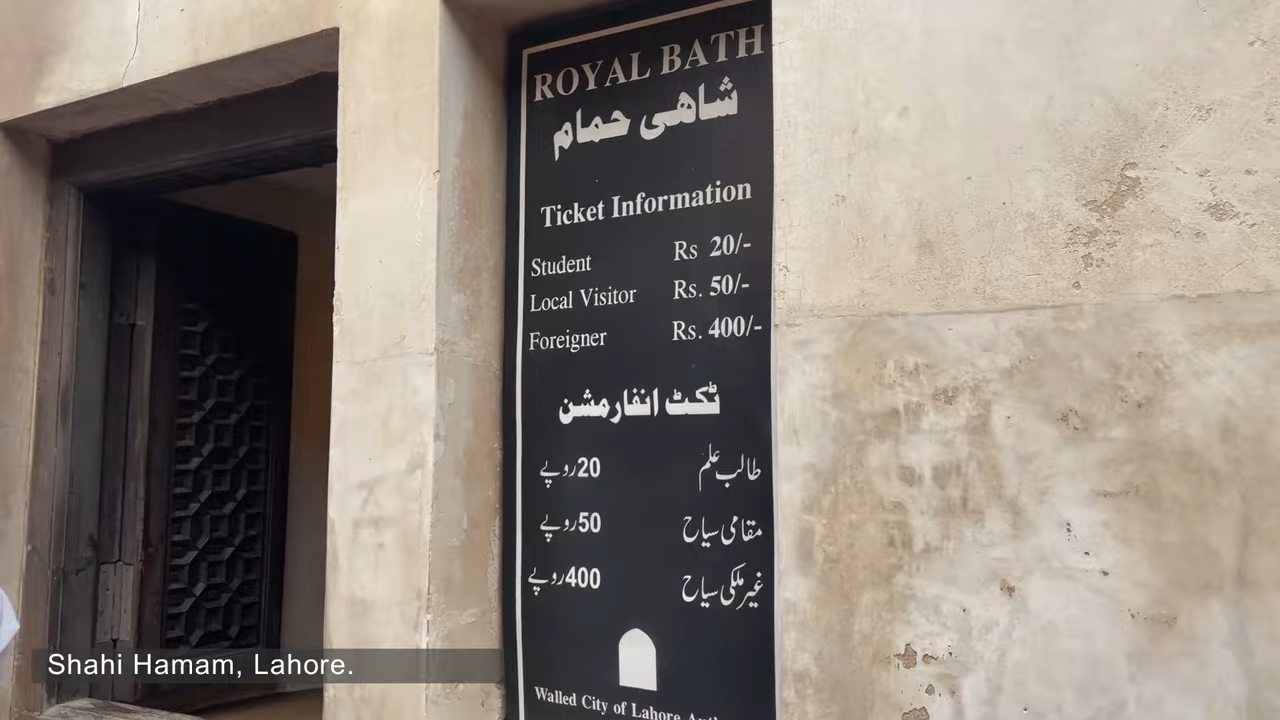 ROYAL BATH
شاهی حمام
Ticket Information
Student Rs 20/-
Local Visitor Rs. 50/-
Foreigner Rs. 400/-
ٹکٹ انفارمشن
طالب علم 20روپے
مقامی سیاح 50روپے
غیر ملکی سیاح 400روپے
Walled City of Lahore
Shahi Hamam, Lahore.